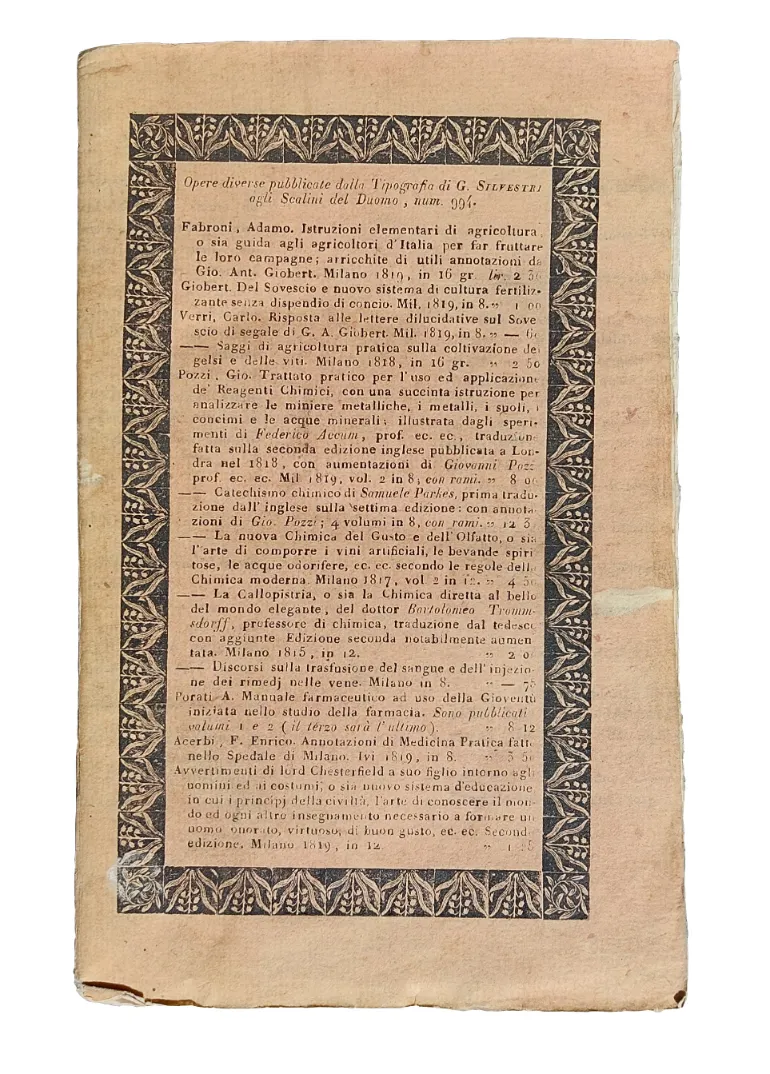 Opere diverse pubblicate dalla Tipografia di G. SILVESTRI
agli Scalini del Duomo, num. 994.
Fabroni, Adamo. Istruzioni elementari di agricoltura,
o sia guida agli agricoltori d'Italia per far fruttare
le loro campagne; arricchite di utili annotazioni da
Gio. Ant. Giobert. Milano 1819, in 16 gr. lir. 2 50
Giobert. Del Sovescio e nuovo sistema di cultura fertiliz-
zante senza dispendio di concio. Mil. 1819, in 8. » 1 00
Verri, Carlo. Risposta alle lettere dilucidative sul Sove
scio di segale di G. A. Giobert. Mil. 1819, in 8. » —
—— Saggi di agricoltura pratica sulla coltivazione dei
gelsi e delle viti. Milano 1818, in 16 gr. » 2 50
Pozzi, Gio. Trattato pratico per l'uso ed applicazione
de' Reagenti Chimici, con una succinta istruzione per
analizzare le miniere metalliche, i metalli, i suoli, i
concimi e le acque minerali; illustrata dagli speri-
menti di Federico Accum, prof. ec. ec., traduzione
fatta sulla seconda edizione inglese pubblicata a Lon-
dra nel 1818, con aumentazioni di Giovanni Pozzi
prof. ec. ec. Mil 1819, vol. 2 in 8; con rami. » 8 00
—— Catechismo chimico di Samuele Parkes, prima tradu-
zione dall'inglese sulla settima edizione: con annota-
zioni di Gio. Pozzi; 4 volumi in 8, con rami. » 12
—— La nuova Chimica del Gusto e dell'Olfatto, o sia
l'arte di comporre i vini artificiali, le bevande spiri
tose, le acque odorifere, ec. ec. secondo le regole della
Chimica moderna. Milano 1817, vol. 2 in 12. » 4 50
—— La Callopistria, o sia la Chimica diretta al bello
del mondo elegante, del dottor Bartolomeo Tromm-
sdorff, professore di chimica, traduzione dal tedesco
con aggiunte. Edizione seconda notabilmente aumen
tata. Milano 1815, in 12. » 2 0
—— Discorsi sulla trasfusione del sangue e dell'injezio-
ne dei rimedj nelle vene. Milano in 8. » — 75
Porati A. Manuale farmaceutico ad uso della Gioventù
iniziata nello studio della farmacia. Sono pubblicati i
volumi 1 e 2 (il terzo sarà l'ultimo). » 8 12
Acerbi, F. Enrico. Annotazioni di Medicina Pratica fatte
nello Spedale di Milano. Ivi 1819, in 8. » 3 50
Avvertimenti di lord Chesterfield a suo figlio intorno agli
uomini ed ai costumi; o sia nuovo sistema d'educazione
in cui i principj della civiltà, l'arte di conoscere il mon-
do ed ogni altro insegnamento necessario a formare un
uomo onorato, virtuoso, di buon gusto, ec. ec. Seconda
edizione. Milano 1819, in 12. » 1